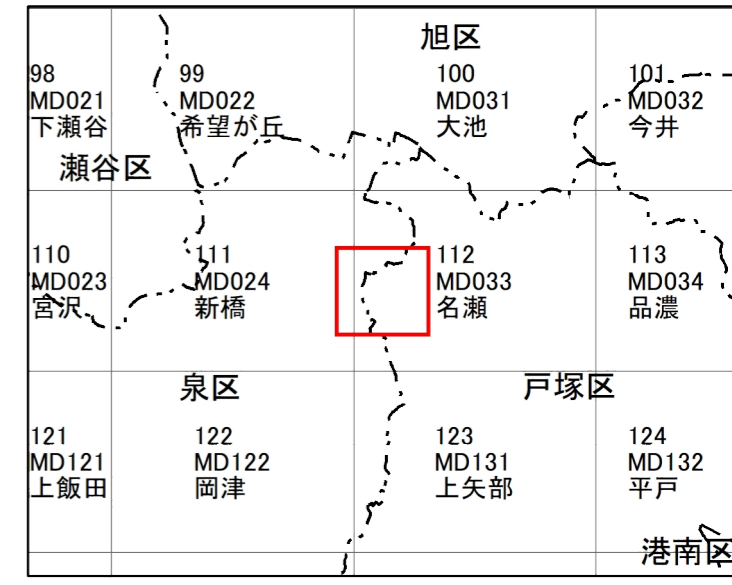 旭区
98
MD021
下瀬谷
99
MD022
希望が丘
100
MD031
大池
101
MD032
今井
瀬谷区
110
MD023
宮沢
111
MD024
新橋
112
MD033
名瀬
113
MD034
品濃
泉区
戸塚区
121
MD121
上飯田
122
MD122
岡津
123
MD131
上矢部
124
MD132
平戸
港南区